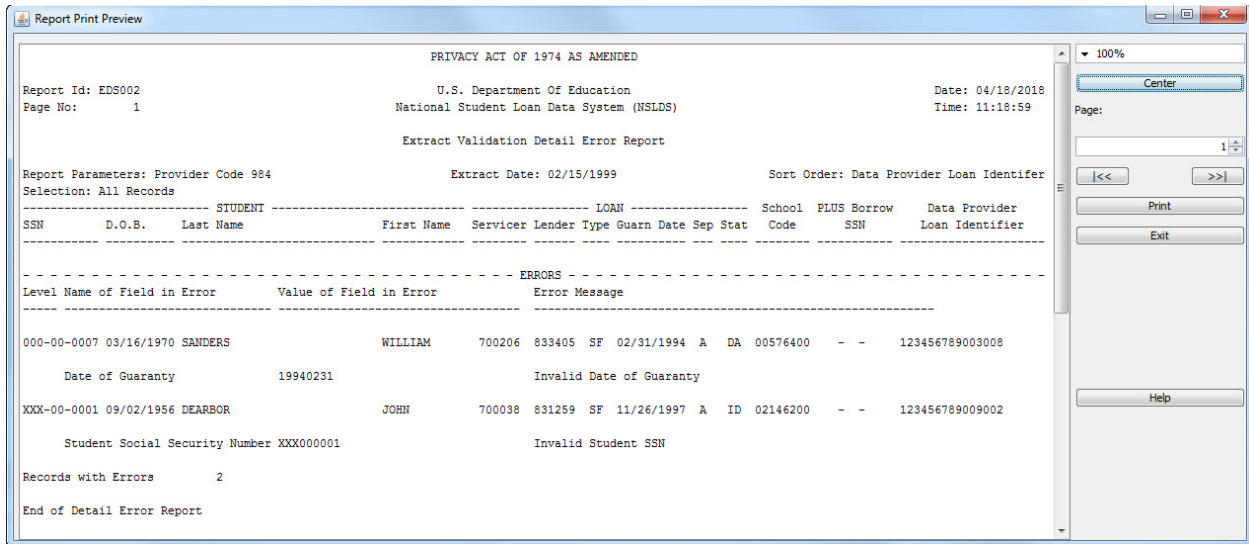 Report Print Preview
PRIVACY ACT OF 1974 AS AMENDED
Report Id: EDS002 U.S. Department Of Education Date: 04/18/2018
Page No: 1 National Student Loan Data System (NSLDS) Time: 11:18:59
Extract Validation Detail Error Report
Report Parameters: Provider Code 984 Extract Date: 02/15/1999 Sort Order: Data Provider Loan Identifer
Selection: All Records
--------------------------- STUDENT ---------------------------- ----------------- LOAN ----------------- School PLUS Borrow Data Provider
SSN D.O.B. Last Name First Name Servicer Lender Type Guarn Date Sep Stat Code SSN Loan Identifier
- - - - - - - - - - - - - - - - - - - - - - - - - - - - - - - - - - - - ERRORS - - - - - - - - - - - - - - - - - - - - - - - - - - - - - - - - - - -
Level Name of Field in Error Value of Field in Error Error Message
000-00-0007 03/16/1970 SANDERS WILLIAM 700206 833405 SF 02/31/1994 A DA 00576400 - - 123456789003008
Date of Guaranty 19940231 Invalid Date of Guaranty
XXX-00-0001 09/02/1956 DEARBOR JOHN 700038 831259 SF 11/26/1997 A ID 02146200 - - 123456789009002
Student Social Security Number XXX000001 Invalid Student SSN
Records with Errors 2
End of Detail Error Report
100%
Center
Page:
1
|<< >>|
Print
Exit
Help